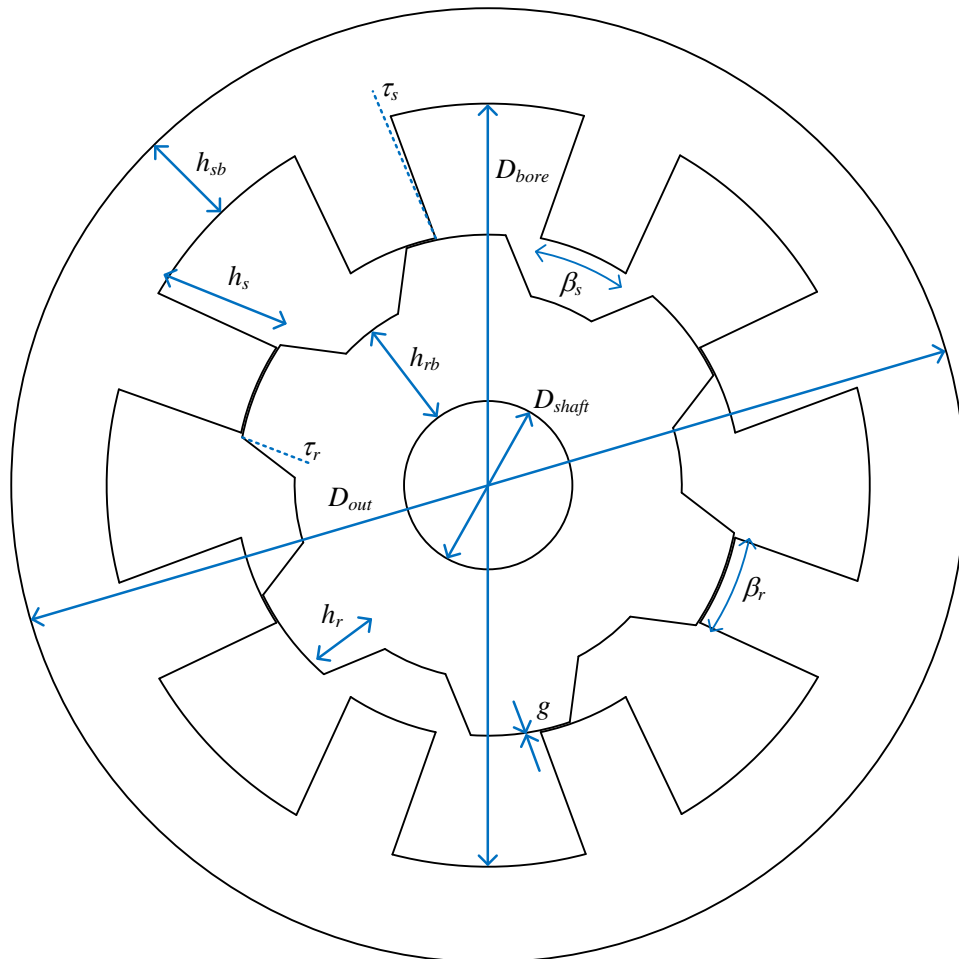 τs
hsb
Dbore
hs
βs
hrb
Dshaft
τr
Dout
βr
hr
g